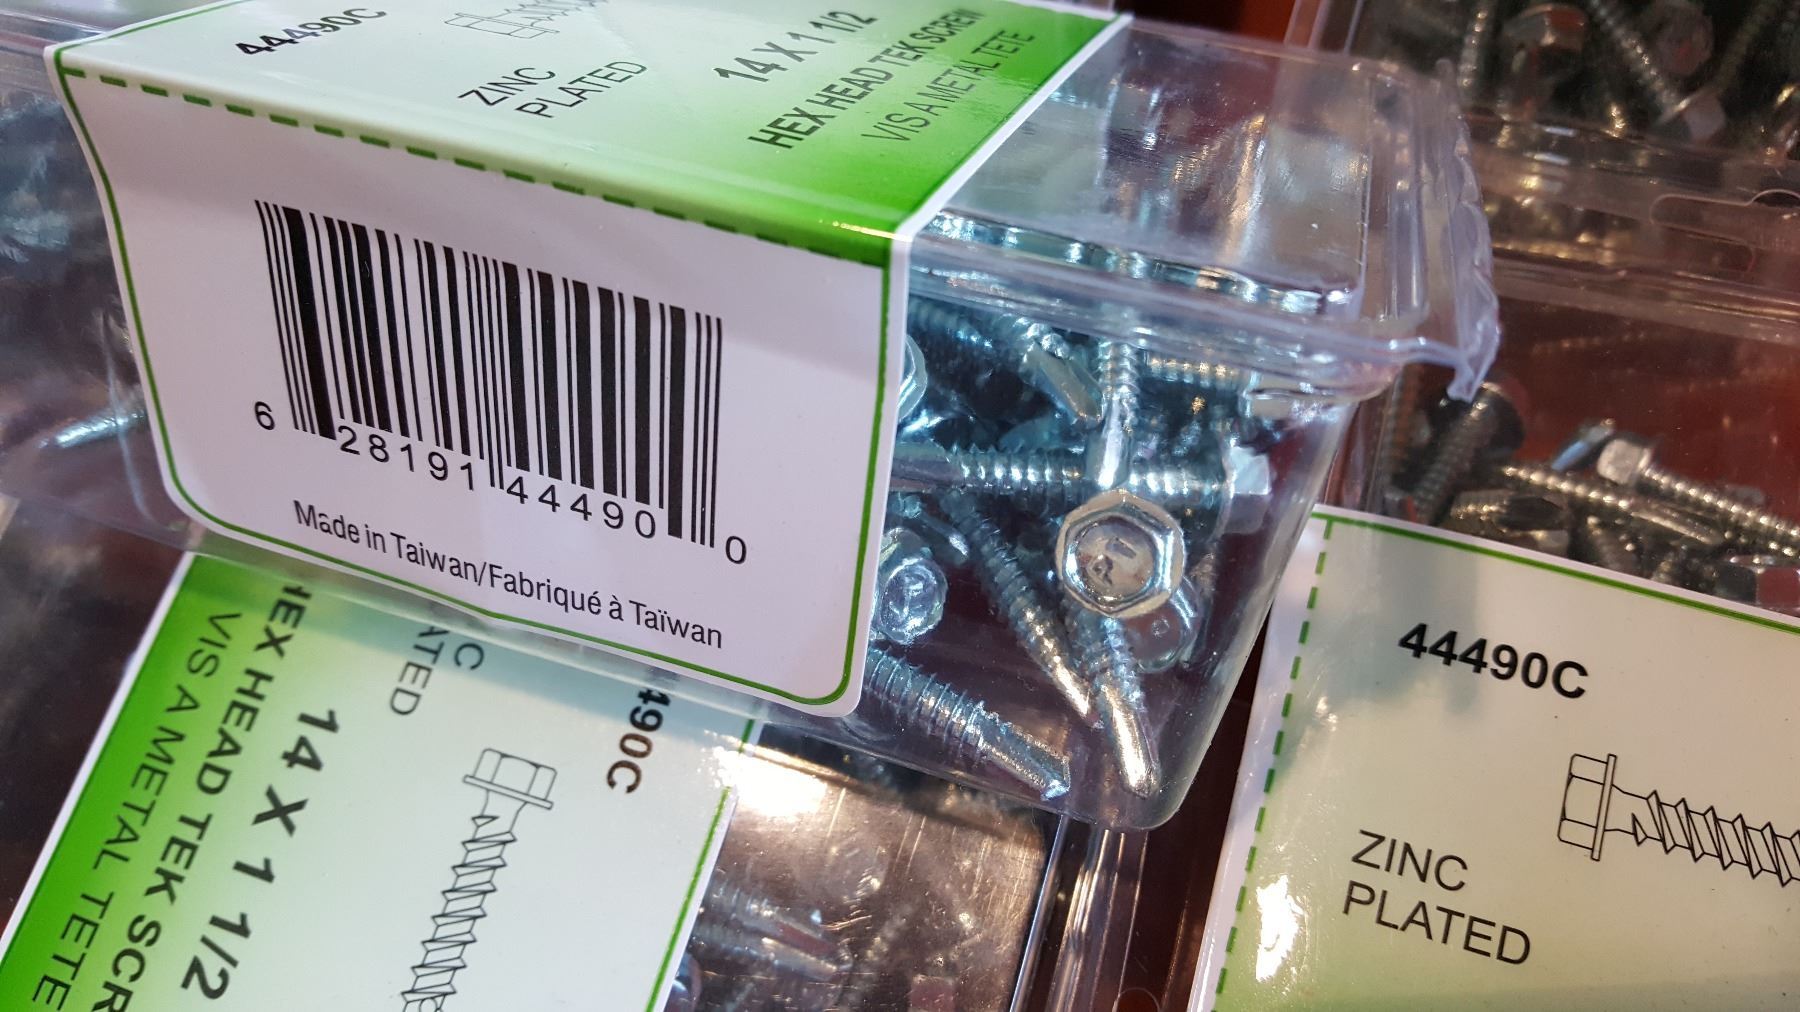 44490C
ZINC
PLATED
14 X 1 1/2
HEX HEAD TEK SCREW
VIS A METAL TETE
6 28191 44490 0
Made in Taiwan/Fabriqué à Taïwan
490C
C
ATED
14 X 1 1/2
HEX HEAD TEK SCR
VIS A METAL TETE
44490C
ZINC
PLATED